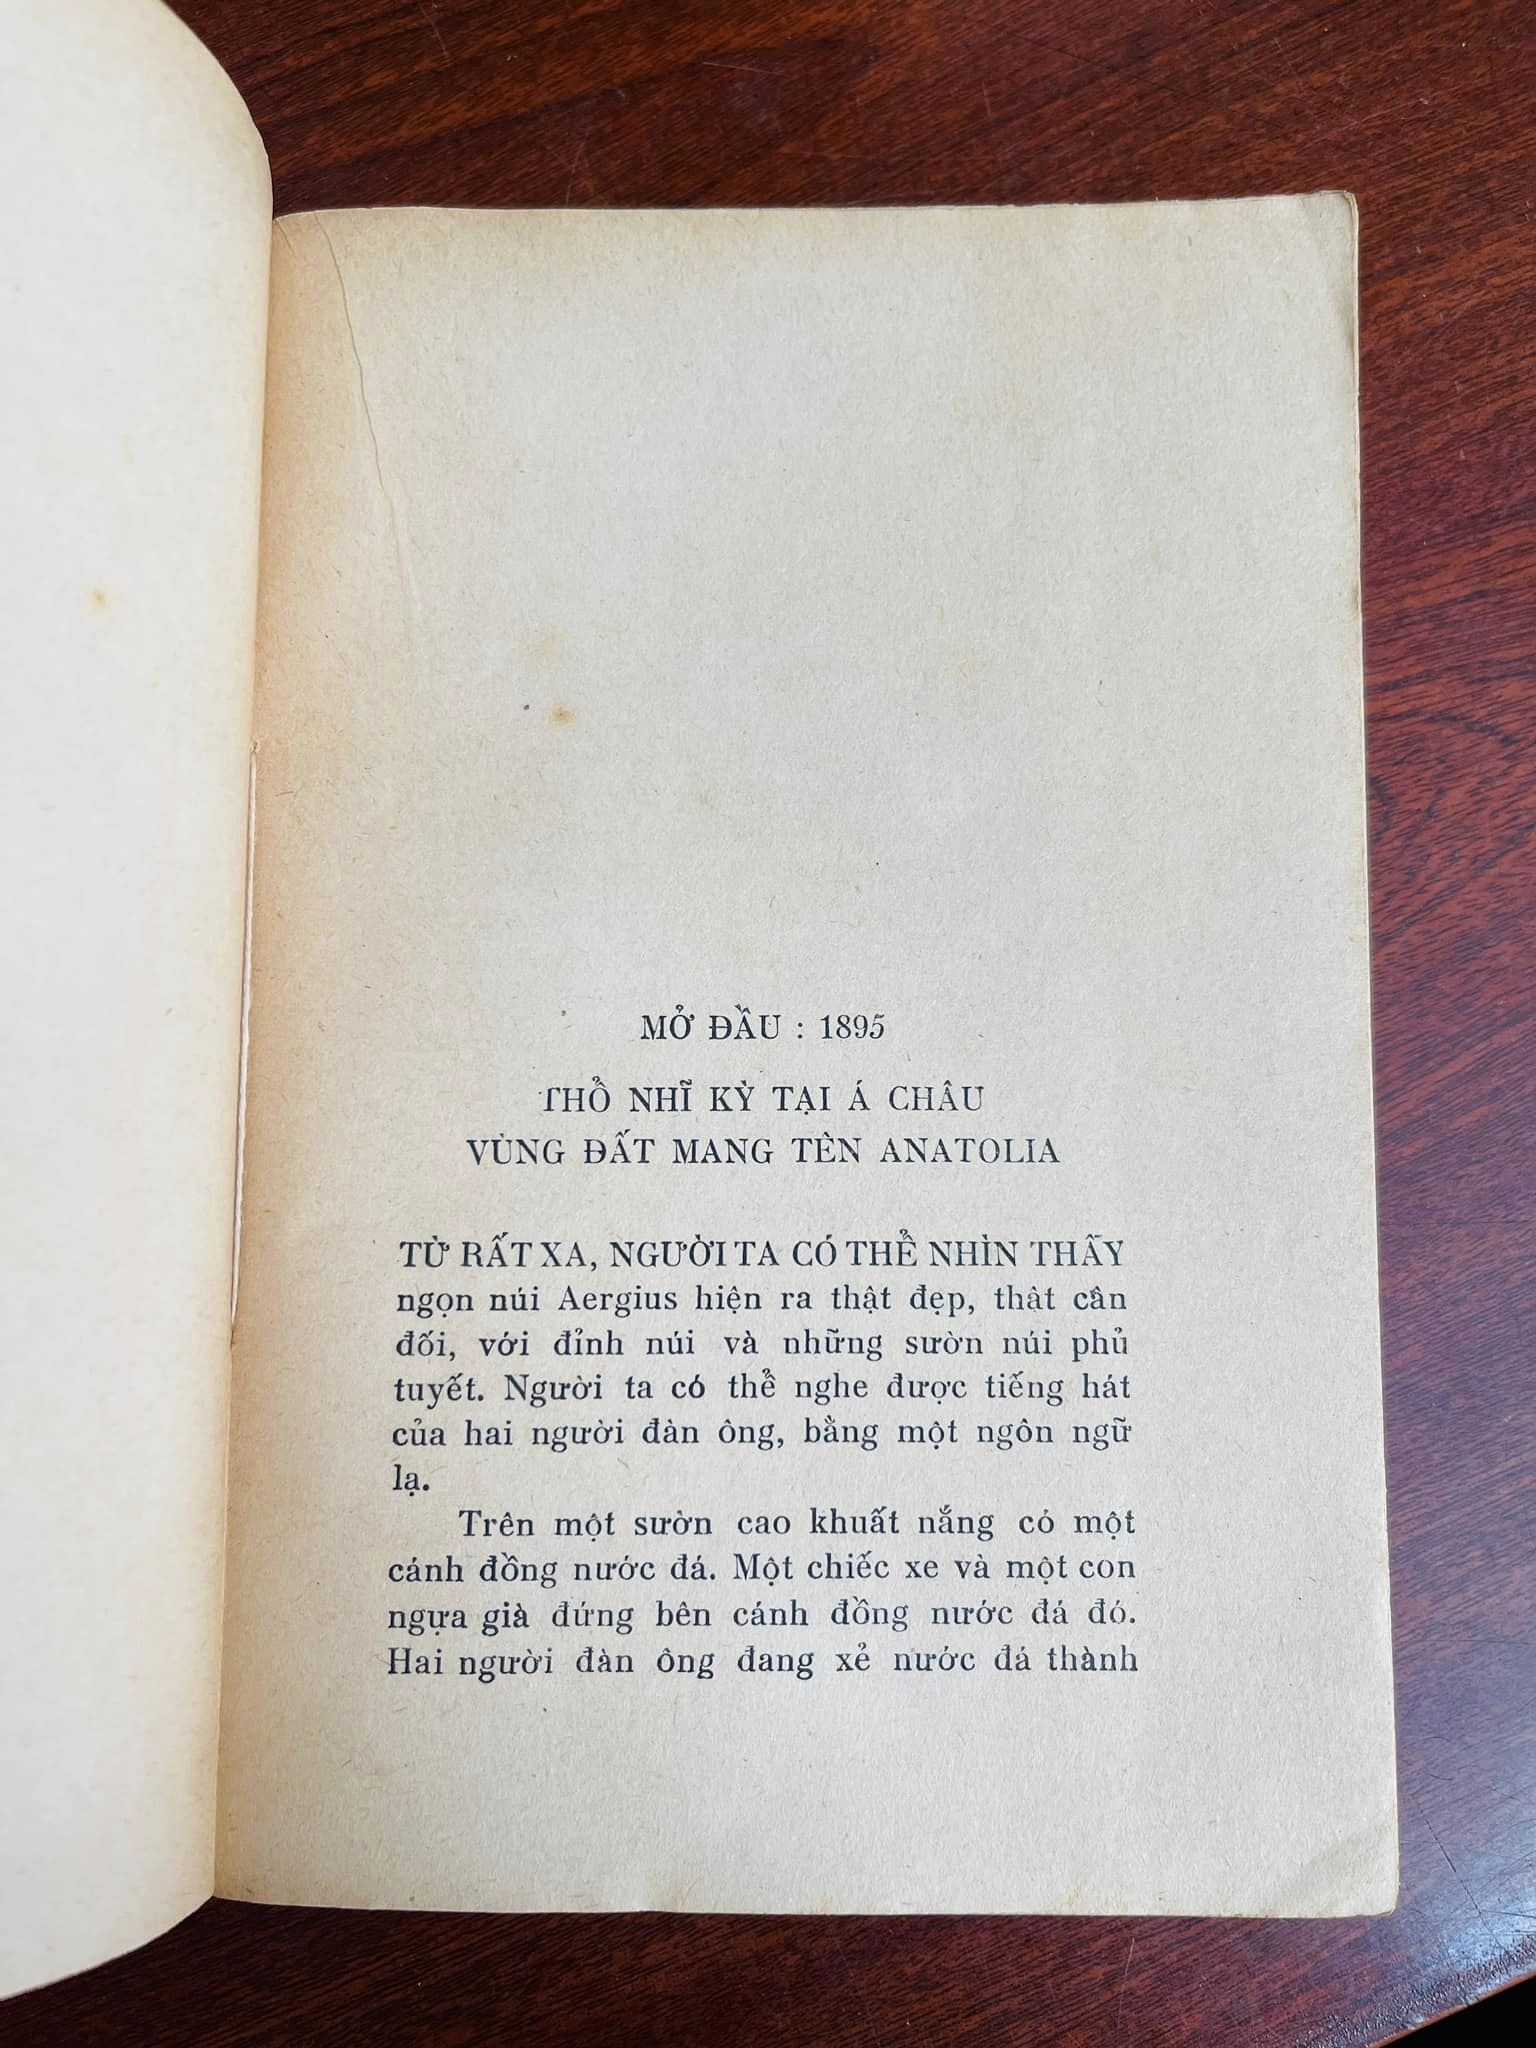 MỞ ĐẦU : 1895
THỔ NHĨ KỲ TẠI Á CHÂU
VÙNG ĐẤT MANG TÊN ANATOLIA
TỪ RẤT XA, NGƯỜI TA CÓ THỂ NHÌN THẤY
ngọn núi Aergius hiện ra thật đẹp, thật cân
đối, với đỉnh núi và những sườn núi phủ
tuyết. Người ta có thể nghe được tiếng hát
của hai người đàn ông, bằng một ngôn ngữ
lạ.
Trên một sườn cao khuất nắng có một
cánh đồng nước đá. Một chiếc xe và một con
ngựa già đứng bên cánh đồng nước đá đó.
Hai người đàn ông đang xẻ nước đá thành